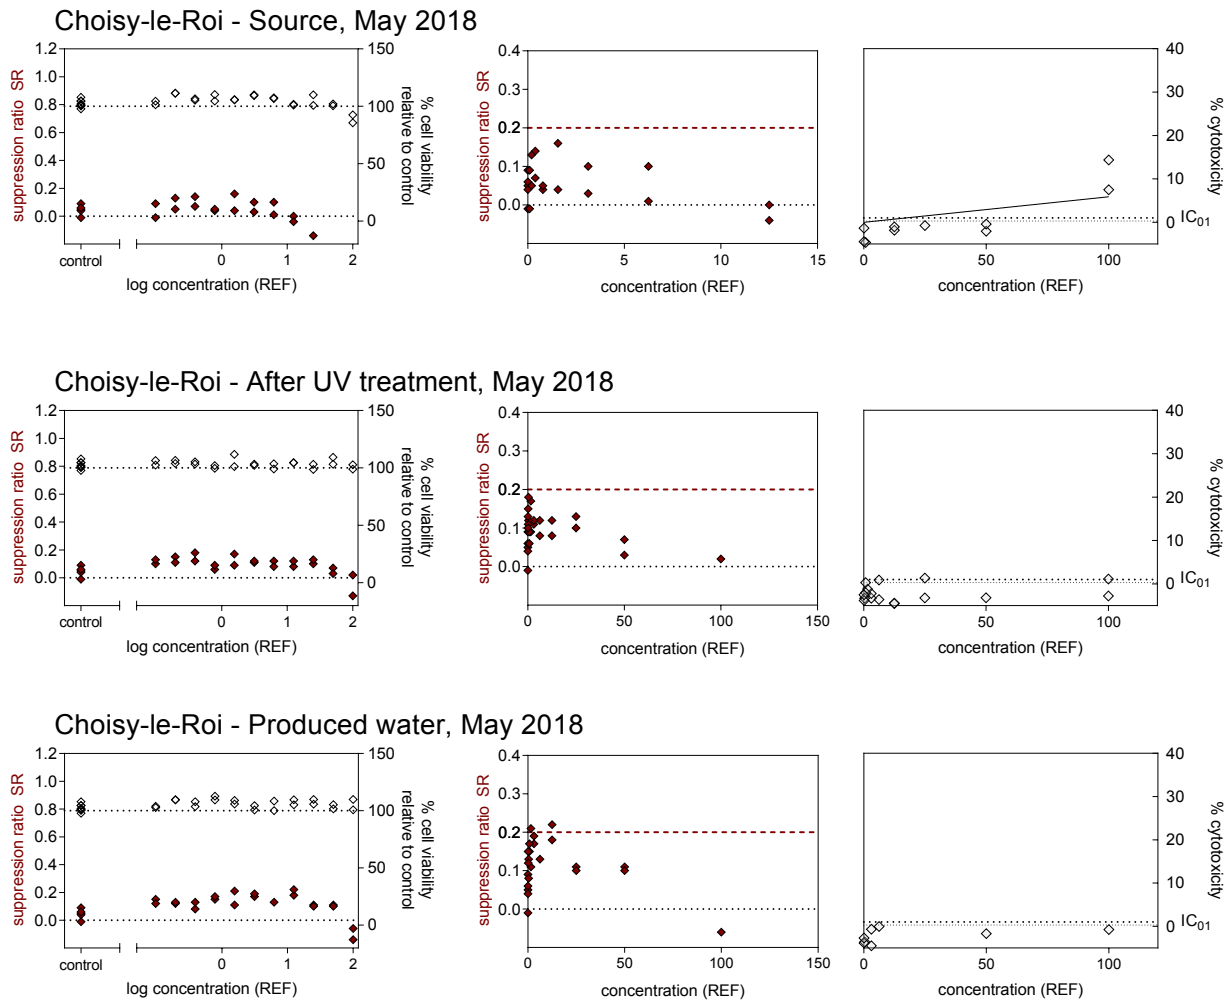 Choisy-le-Roi - Source, May 2018
suppression ratio SR
1.2
1.0
0.8
0.6
0.4
0.2
0.0
150
100
50
0
% cell viability
relative to control
control
0
1
2
log concentration (REF)
suppression ratio SR
0.4
0.3
0.2
0.1
0.0
0
5
10
15
concentration (REF)
40
30
20
10
0
IC01
% cytotoxicity
0
50
100
concentration (REF)
Choisy-le-Roi - After UV treatment, May 2018
suppression ratio SR
1.2
1.0
0.8
0.6
0.4
0.2
0.0
150
100
50
0
% cell viability
relative to control
control
0
1
2
log concentration (REF)
suppression ratio SR
0.4
0.3
0.2
0.1
0.0
0
50
100
150
concentration (REF)
40
30
20
10
0
IC01
% cytotoxicity
0
50
100
concentration (REF)
Choisy-le-Roi - Produced water, May 2018
suppression ratio SR
1.2
1.0
0.8
0.6
0.4
0.2
0.0
150
100
50
0
% cell viability
relative to control
control
0
1
2
log concentration (REF)
suppression ratio SR
0.4
0.3
0.2
0.1
0.0
0
50
100
150
concentration (REF)
40
30
20
10
0
IC01
% cytotoxicity
0
50
100
concentration (REF)